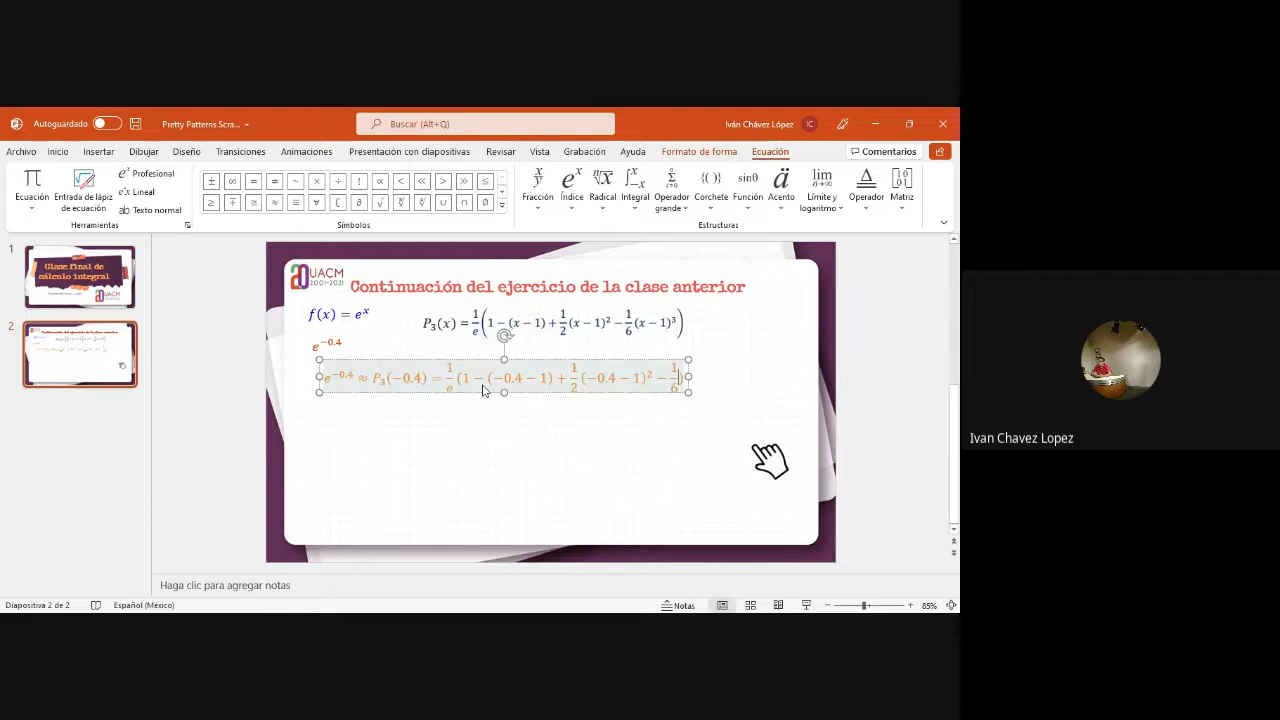 Autoguardado
Pretty Patterns Scra...
Buscar (Alt+Q)
Iván Chávez López
IC
Archivo Inicio Insertar Dibujar Diseño Transiciones Animaciones Presentación con diapositivas Revisar Vista Grabación Ayuda Formato de forma Ecuación
Comentarios
Ecuación
Entrada de lápiz de ecuación
Profesional
Lineal
Texto normal
Herramientas
± ∞ = ≠ ~ × ÷ ! ∝ < ≪ > ≫ ≤
≥ ∓ ≅ ≈ ≡ ∀ ∁ ∂ √ ∛ ∜ ∪ ∩ ∅
Símbolos
Fracción Índice Radical Integral Operador grande Corchete Función Acento Límite y logaritmo Operador Matriz
Estructuras
1
Clase final de cálculo integral
2
UACM
2001-2021
Continuación del ejercicio de la clase anterior
f(x) = e^x
P₃(x) = 1/e (1 − (x − 1) + 1/2 (x − 1)² − 1/6 (x − 1)³)
e^−0.4
e^−0.4 ≈ P₃(−0.4) = 1/e (1 − (−0.4 − 1) + 1/2 (−0.4 − 1)² − 1/6)
Haga clic para agregar notas
Diapositiva 2 de 2
Español (México)
Notas
85%
Ivan Chavez Lopez